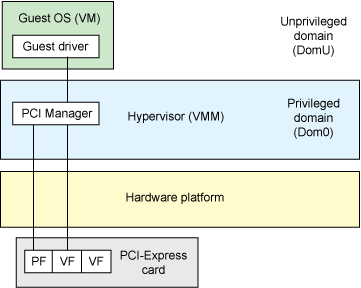 Guest OS (VM)
Guest driver
Unprivileged
domain
(DomU)
PCI Manager
Hypervisor (VMM)
Privileged
domain
(Dom0)
Hardware platform
PF VF VF
PCI-Express
card